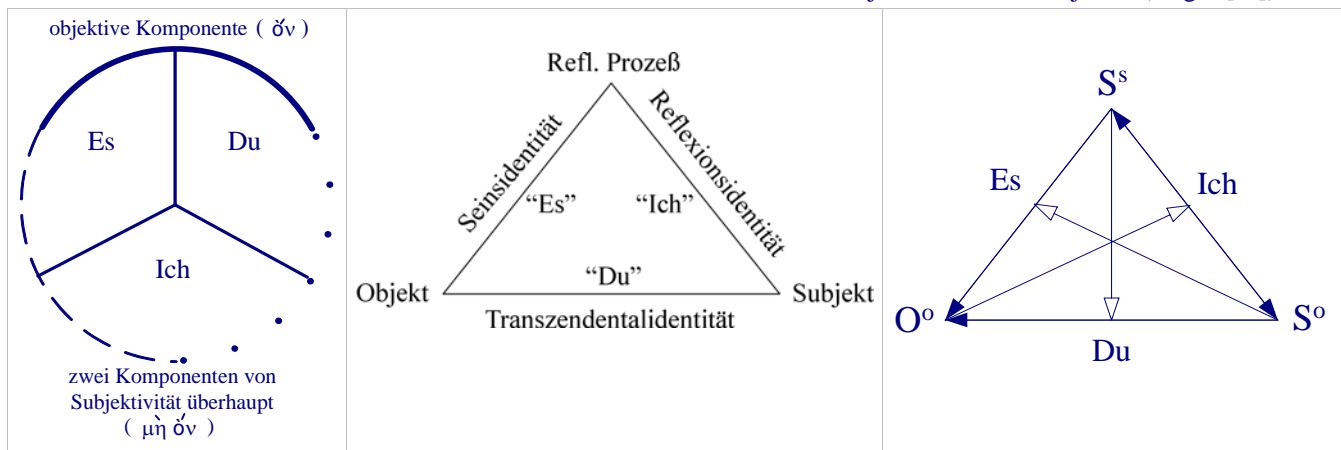 objektive Komponente ( ὄν )
Es
Du
Ich
zwei Komponenten von
Subjektivität überhaupt
( μὴ ὄν )
Refl. Prozeß
Seinsidentität
Reflexionsidentität
“Es”
“Ich”
“Du”
Objekt
Subjekt
Transzendentalidentität
Sˢ
Es
Ich
Oᵒ
Sᵒ
Du